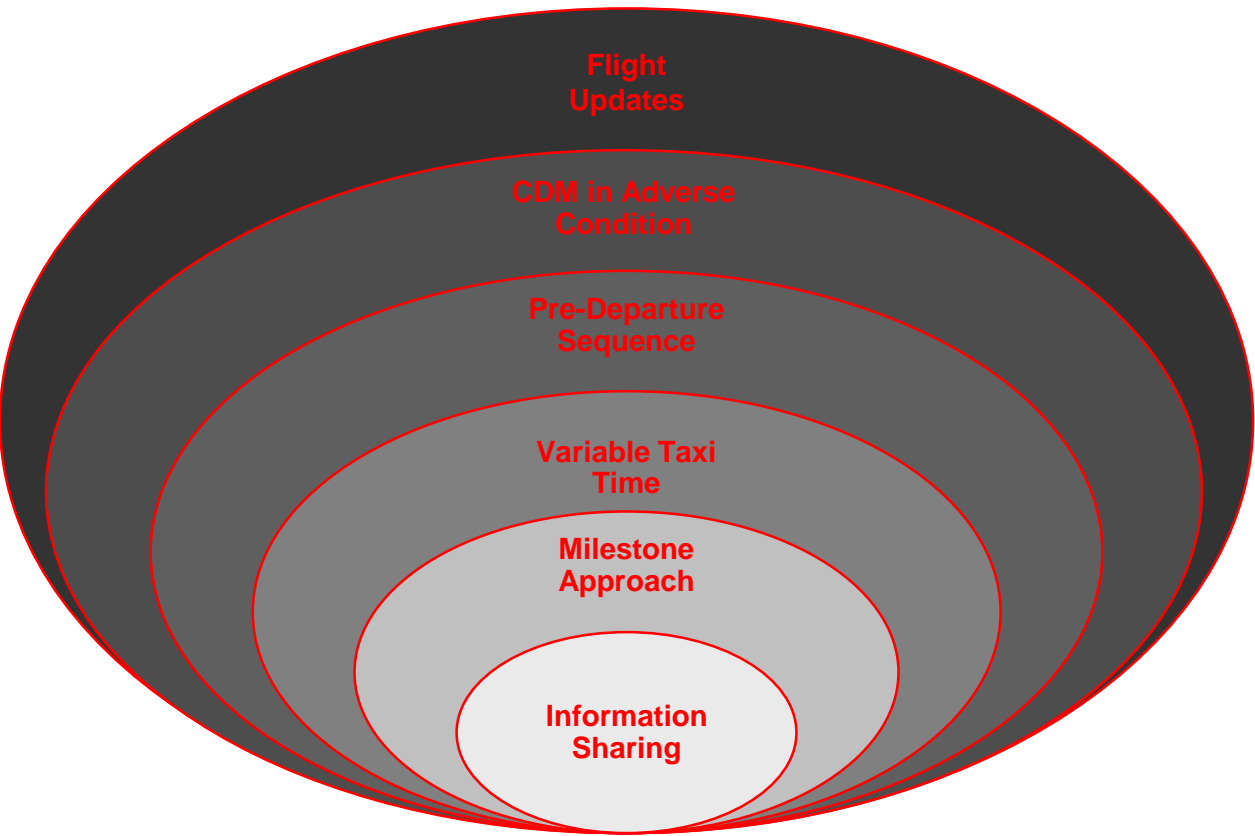 Flight
Updates
CDM in Adverse
Condition
Pre-Departure
Sequence
Variable Taxi
Time
Milestone
Approach
Information
Sharing